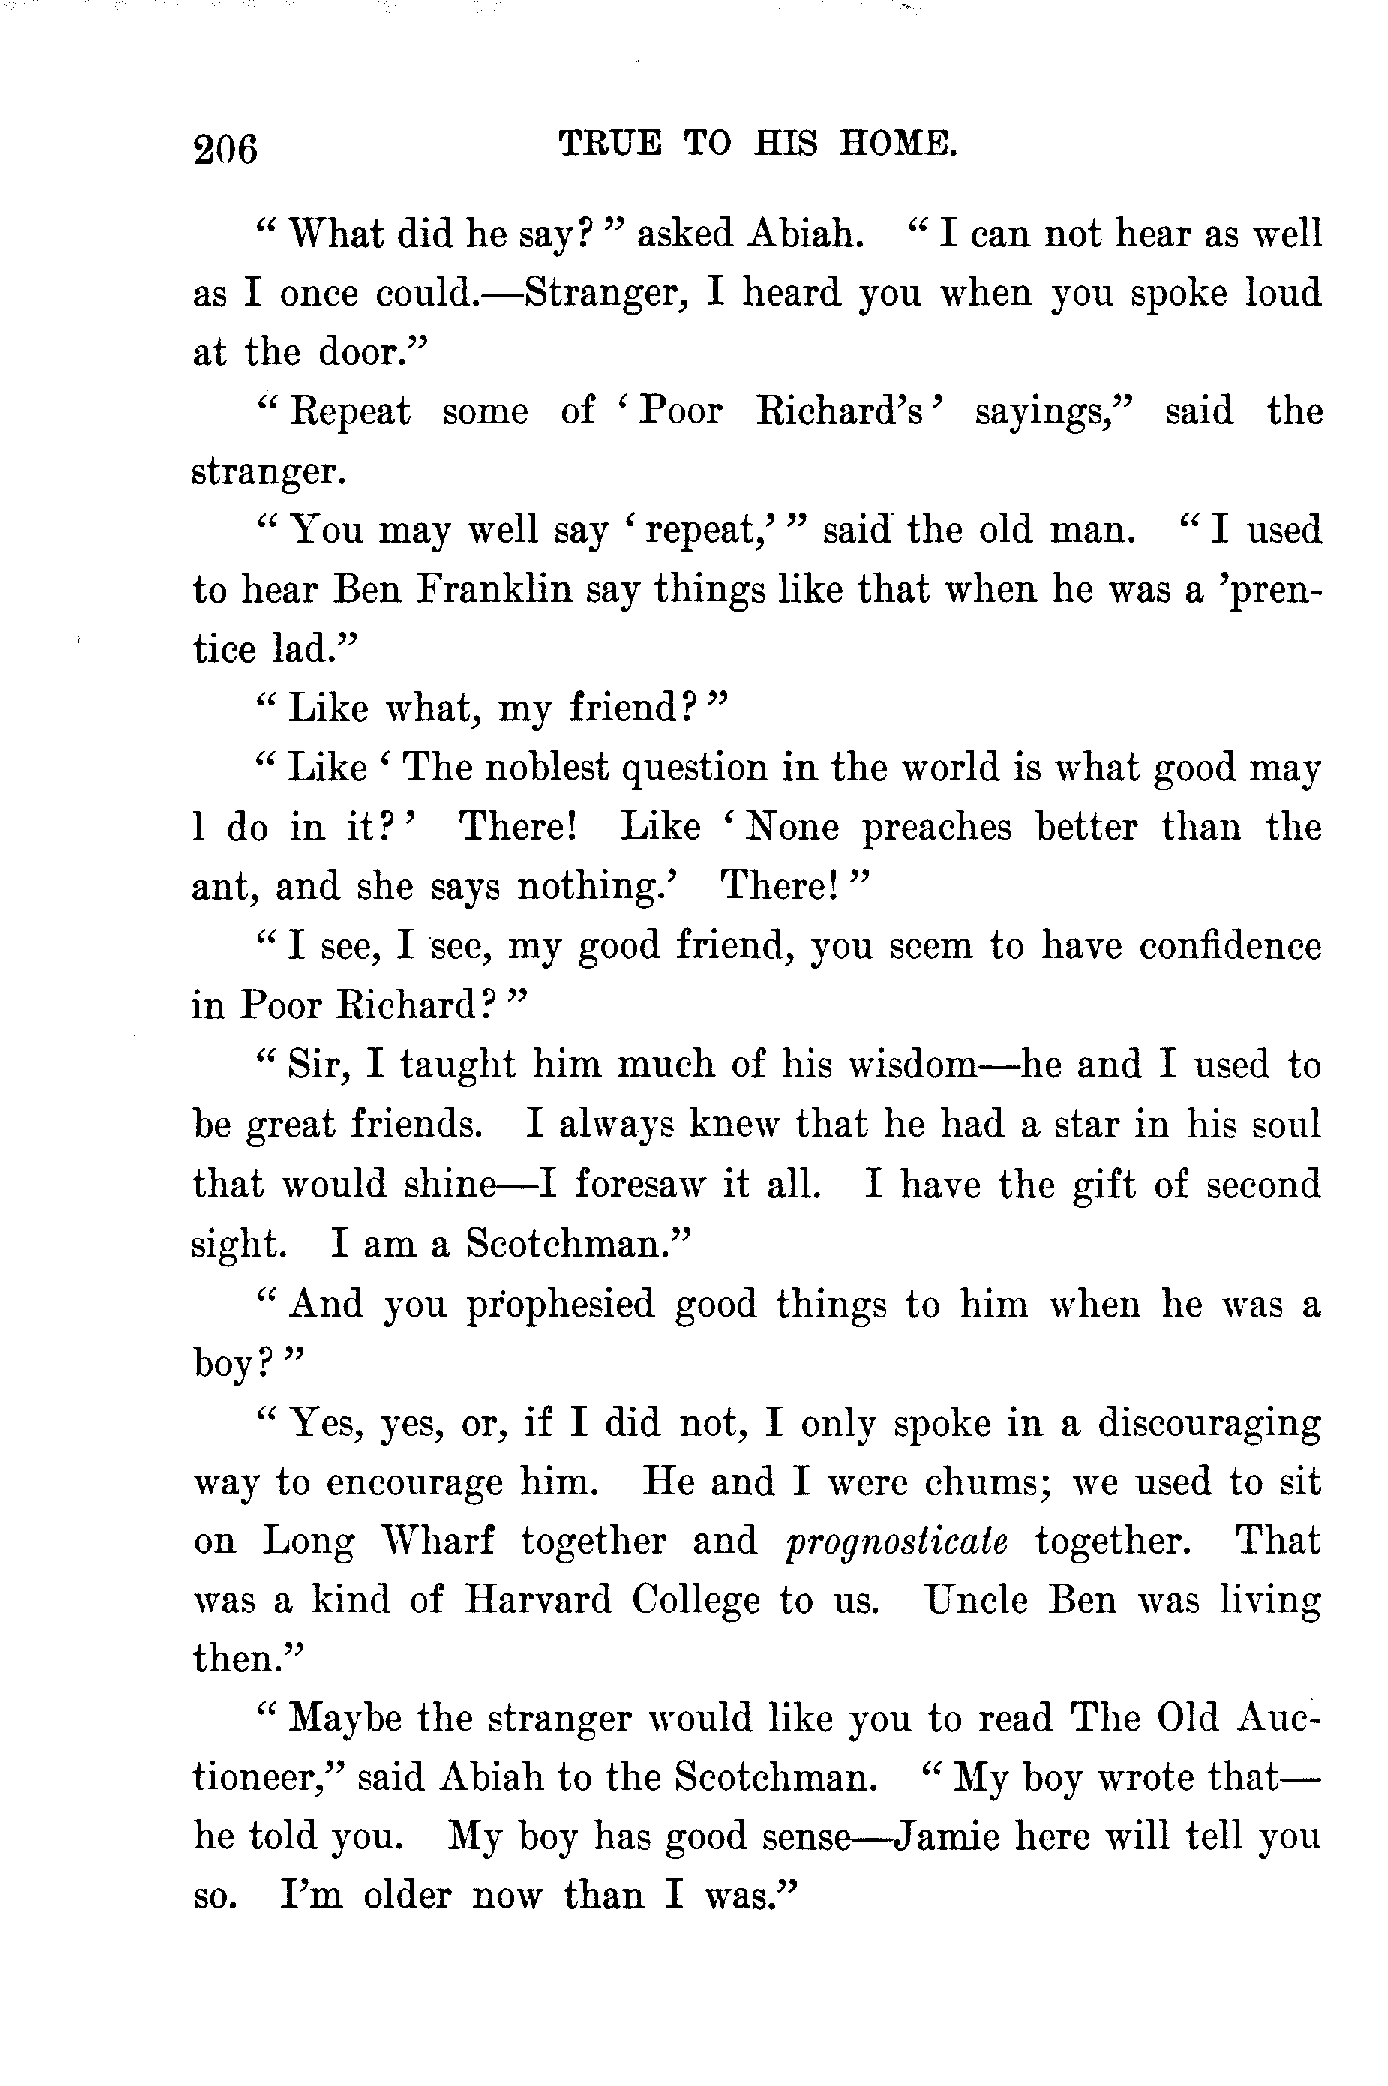 206 TRUE TO HIS HOME.
“ What did he say? ” asked Abiah. “ I can not hear as well
as I once could.—Stranger, I heard you when you spoke loud
at the door.”
“ Repeat some of ‘ Poor Richard’s ’ sayings,” said the
stranger.
“ You may well say ‘ repeat,’ ” said the old man. “ I used
to hear Ben Franklin say things like that when he was a ’pren-
tice lad.”
“ Like what, my friend? ”
“ Like ‘ The noblest question in the world is what good may
I do in it? ’ There! Like ‘ None preaches better than the
ant, and she says nothing.’ There! ”
“ I see, I see, my good friend, you seem to have confidence
in Poor Richard? ”
“ Sir, I taught him much of his wisdom—he and I used to
be great friends. I always knew that he had a star in his soul
that would shine—I foresaw it all. I have the gift of second
sight. I am a Scotchman.”
“ And you prophesied good things to him when he was a
boy? ”
“ Yes, yes, or, if I did not, I only spoke in a discouraging
way to encourage him. He and I were chums; we used to sit
on Long Wharf together and prognosticate together. That
was a kind of Harvard College to us. Uncle Ben was living
then.”
“ Maybe the stranger would like you to read The Old Auc-
tioneer,” said Abiah to the Scotchman. “ My boy wrote that—
he told you. My boy has good sense—Jamie here will tell you
so. I’m older now than I was.”